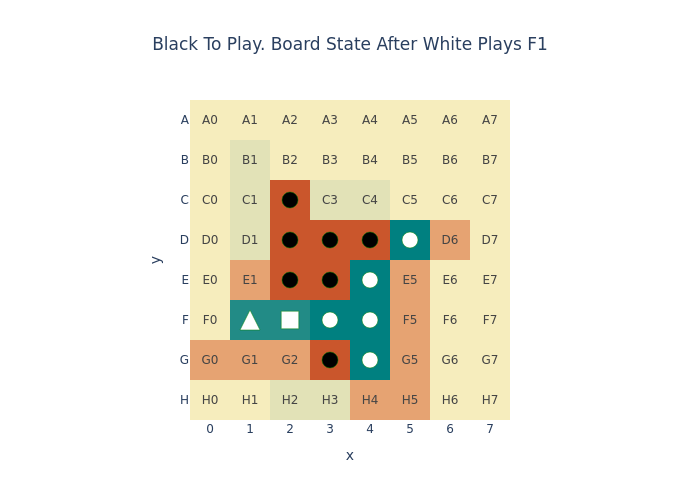 Black To Play. Board State After White Plays F1
A A0 A1 A2 A3 A4 A5 A6 A7
B B0 B1 B2 B3 B4 B5 B6 B7
C C0 C1 C3 C4 C5 C6 C7
D D0 D1 D6 D7
E E0 E1 E5 E6 E7
F F0 F5 F6 F7
G G0 G1 G2 G5 G6 G7
H H0 H1 H2 H3 H4 H5 H6 H7
0 1 2 3 4 5 6 7
x
y